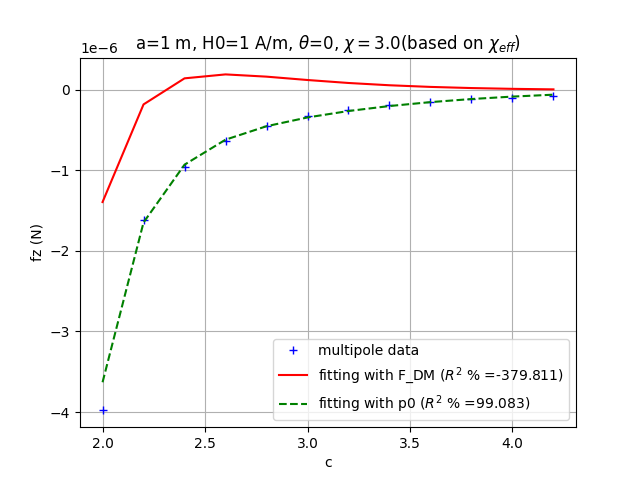 a=1 m, H0=1 A/m, θ=0, χ = 3.0(based on χ_eff)
1e−6
0
−1
−2
−3
−4
fz (N)
2.0 2.5 3.0 3.5 4.0
c
multipole data
fitting with F_DM (R² % =-379.811)
fitting with p0 (R² % =99.083)